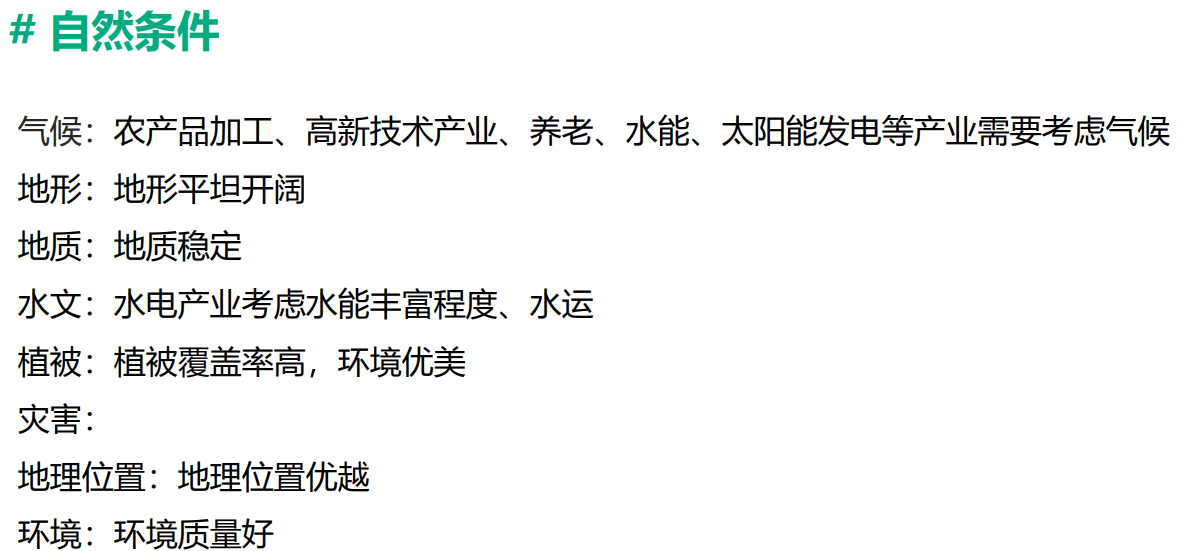 # 自然条件
气候：农产品加工、高新技术产业、养老、水能、太阳能发电等产业需要考虑气候
地形：地形平坦开阔
地质：地质稳定
水文：水电产业考虑水能丰富程度、水运
植被：植被覆盖率高，环境优美
灾害：
地理位置：地理位置优越
环境：环境质量好